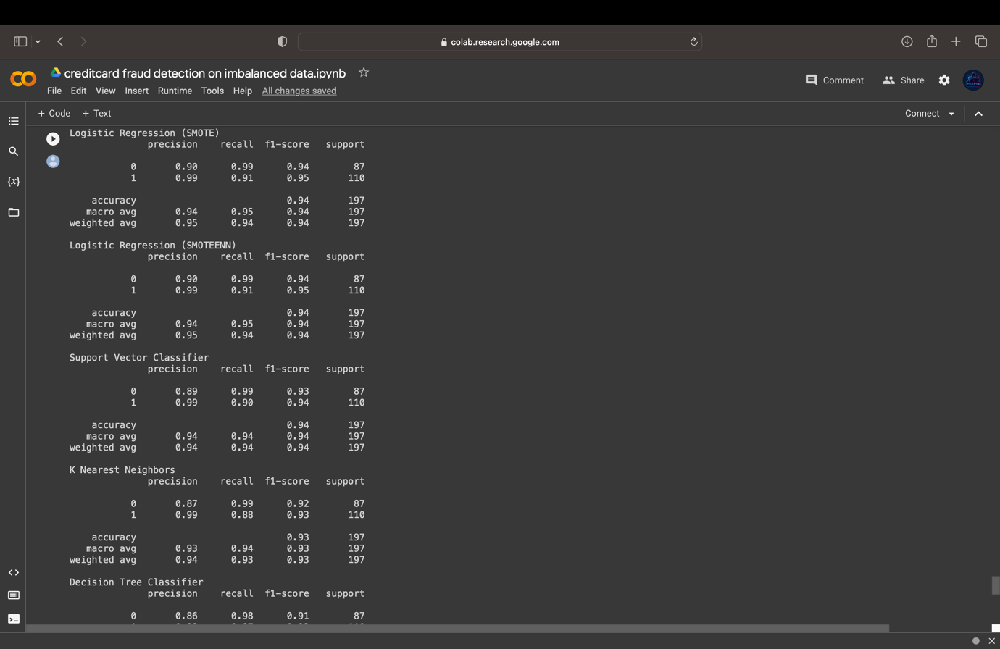 colab.research.google.com
creditcard fraud detection on imbalanced data.ipynb
Comment Share
File Edit View Insert Runtime Tools Help All changes saved
+ Code + Text Connect
Logistic Regression (SMOTE)
precision recall f1-score support
0 0.90 0.99 0.94 87
1 0.99 0.91 0.95 110
accuracy 0.94 197
macro avg 0.94 0.95 0.94 197
weighted avg 0.95 0.94 0.94 197
Logistic Regression (SMOTEENN)
precision recall f1-score support
0 0.90 0.99 0.94 87
1 0.99 0.91 0.95 110
accuracy 0.94 197
macro avg 0.94 0.95 0.94 197
weighted avg 0.95 0.94 0.94 197
Support Vector Classifier
precision recall f1-score support
0 0.89 0.99 0.93 87
1 0.99 0.90 0.94 110
accuracy 0.94 197
macro avg 0.94 0.94 0.94 197
weighted avg 0.94 0.94 0.94 197
K Nearest Neighbors
precision recall f1-score support
0 0.87 0.99 0.92 87
1 0.99 0.88 0.93 110
accuracy 0.93 197
macro avg 0.93 0.94 0.93 197
weighted avg 0.94 0.93 0.93 197
Decision Tree Classifier
precision recall f1-score support
0 0.86 0.98 0.91 87